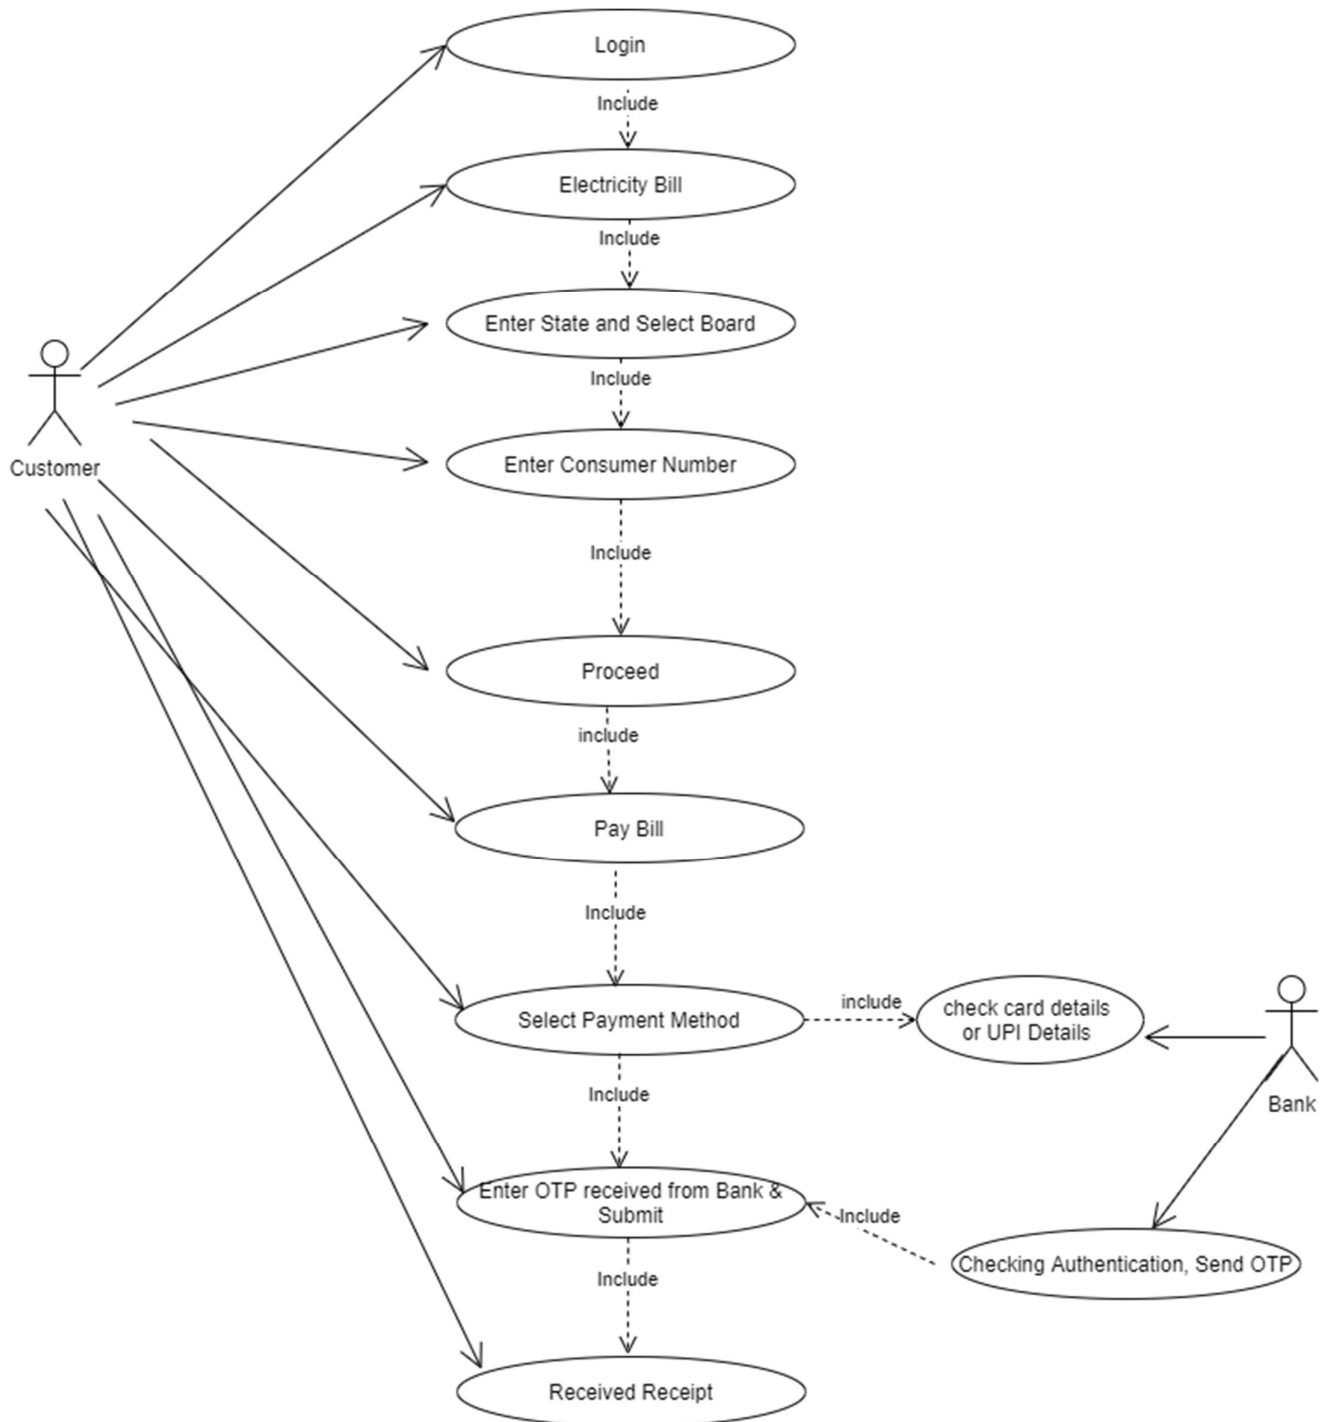 Login
Include
Electricity Bill
Include
Enter State and Select Board
Include
Enter Consumer Number
Customer
Include
Proceed
include
Pay Bill
Include
Select Payment Method
include
check card details
or UPI Details
Bank
Include
Enter OTP received from Bank &
Submit
Include
Checking Authentication, Send OTP
Include
Received Receipt